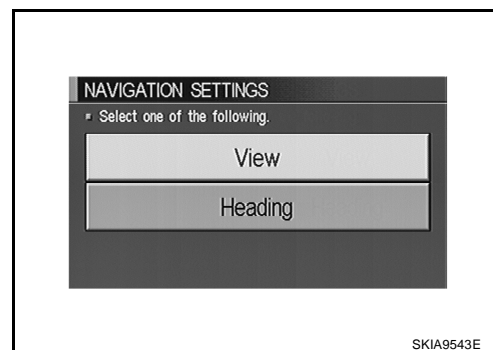 NAVIGATION SETTINGS
Select one of the following.
View
Heading
SKIA9543E